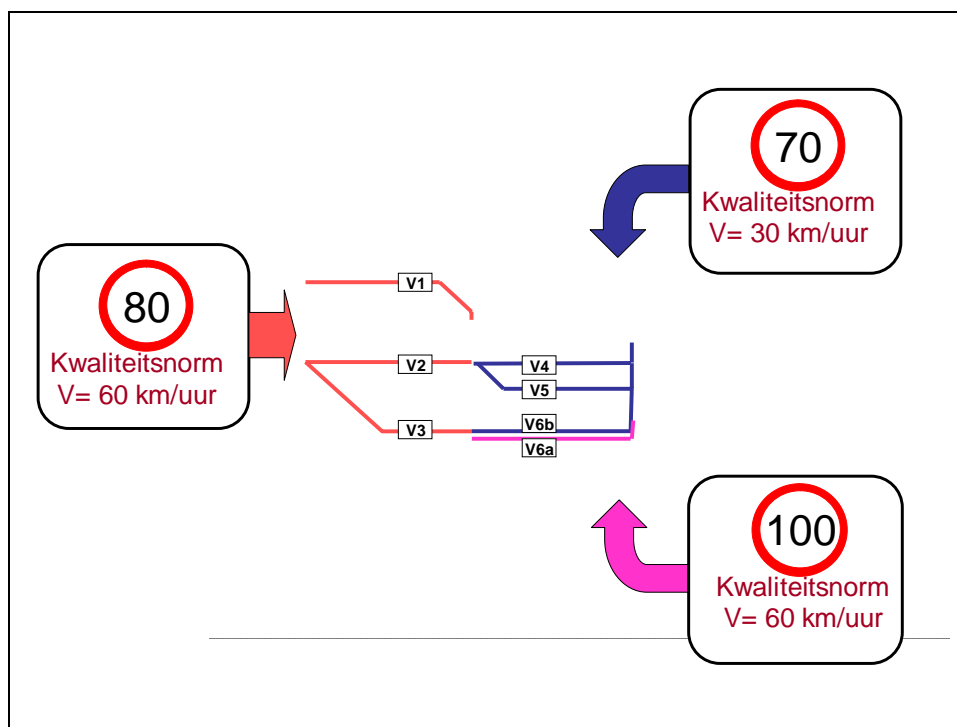 70
Kwaliteitsnorm
V= 30 km/uur
80
Kwaliteitsnorm
V= 60 km/uur
V1
V2
V4
V5
V3
V6b
V6a
100
Kwaliteitsnorm
V= 60 km/uur